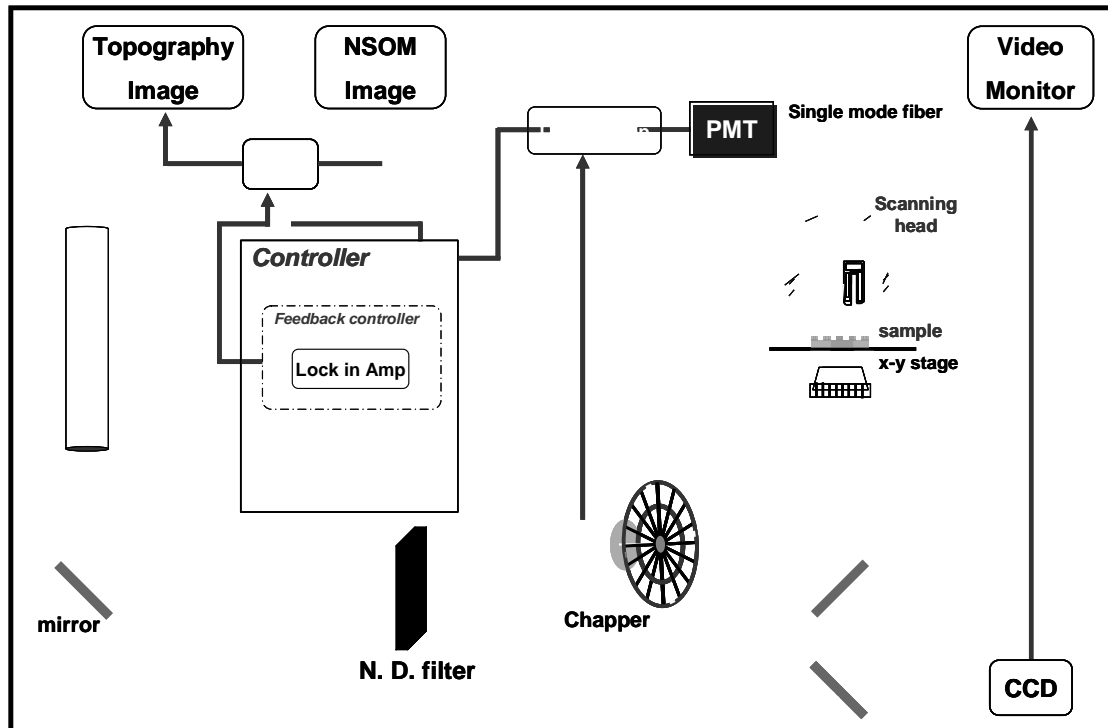 Topography
Image
NSOM
Image
Video
Monitor
PMT
Single mode fiber
Scanning
head
Controller
Feedback controller
Lock in Amp
sample
x-y stage
Chapper
mirror
N. D. filter
CCD